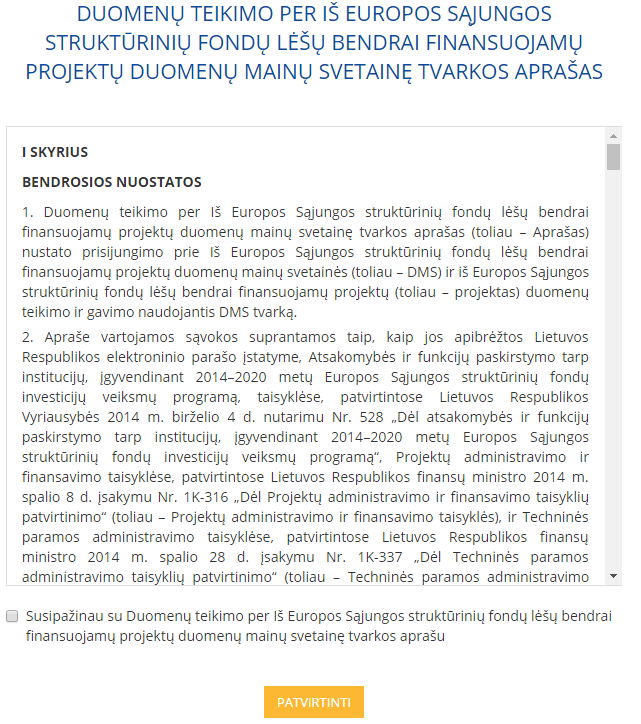 DUOMENŲ TEIKIMO PER IŠ EUROPOS SĄJUNGOS
STRUKTŪRINIŲ FONDŲ LĖŠŲ BENDRAI FINANSUOJAMŲ
PROJEKTŲ DUOMENŲ MAINŲ SVETAINĘ TVARKOS APRAŠAS
I SKYRIUS
BENDROSIOS NUOSTATOS
1. Duomenų teikimo per Iš Europos Sąjungos struktūrinių fondų lėšų bendrai
finansuojamų projektų duomenų mainų svetainę tvarkos aprašas (toliau – Aprašas)
nustato prisijungimo prie Iš Europos Sąjungos struktūrinių fondų lėšų bendrai
finansuojamų projektų duomenų mainų svetainės (toliau – DMS) ir iš Europos Sąjungos
struktūrinių fondų lėšų bendrai finansuojamų projektų (toliau – projektas) duomenų
teikimo ir gavimo naudojantis DMS tvarką.
2. Apraše vartojamos sąvokos suprantamos taip, kaip jos apibrėžtos Lietuvos
Respublikos elektroninio parašo įstatyme, Atsakomybės ir funkcijų paskirstymo tarp
institucijų, įgyvendinant 2014–2020 metų Europos Sąjungos struktūrinių fondų
investicijų veiksmų programą, taisyklėse, patvirtintose Lietuvos Respublikos
Vyriausybės 2014 m. birželio 4 d. nutarimu Nr. 528 „Dėl atsakomybės ir funkcijų
paskirstymo tarp institucijų, įgyvendinant 2014–2020 metų Europos Sąjungos
struktūrinių fondų investicijų veiksmų programą“, Projektų administravimo ir
finansavimo taisyklėse, patvirtintose Lietuvos Respublikos finansų ministro 2014 m.
spalio 8 d. įsakymu Nr. 1K-316 „Dėl Projektų administravimo ir finansavimo taisyklių
patvirtinimo“ (toliau – Projektų administravimo ir finansavimo taisyklės), ir Techninės
paramos administravimo taisyklėse, patvirtintose Lietuvos Respublikos finansų
ministro 2014 m. spalio 28 d. įsakymu Nr. 1K-337 „Dėl Techninės paramos
administravimo taisyklių patvirtinimo“ (toliau – Techninės paramos administravimo
Susipažinau su Duomenų teikimo per Iš Europos Sąjungos struktūrinių fondų lėšų bendrai
finansuojamų projektų duomenų mainų svetainę tvarkos aprašu
PATVIRTINTI